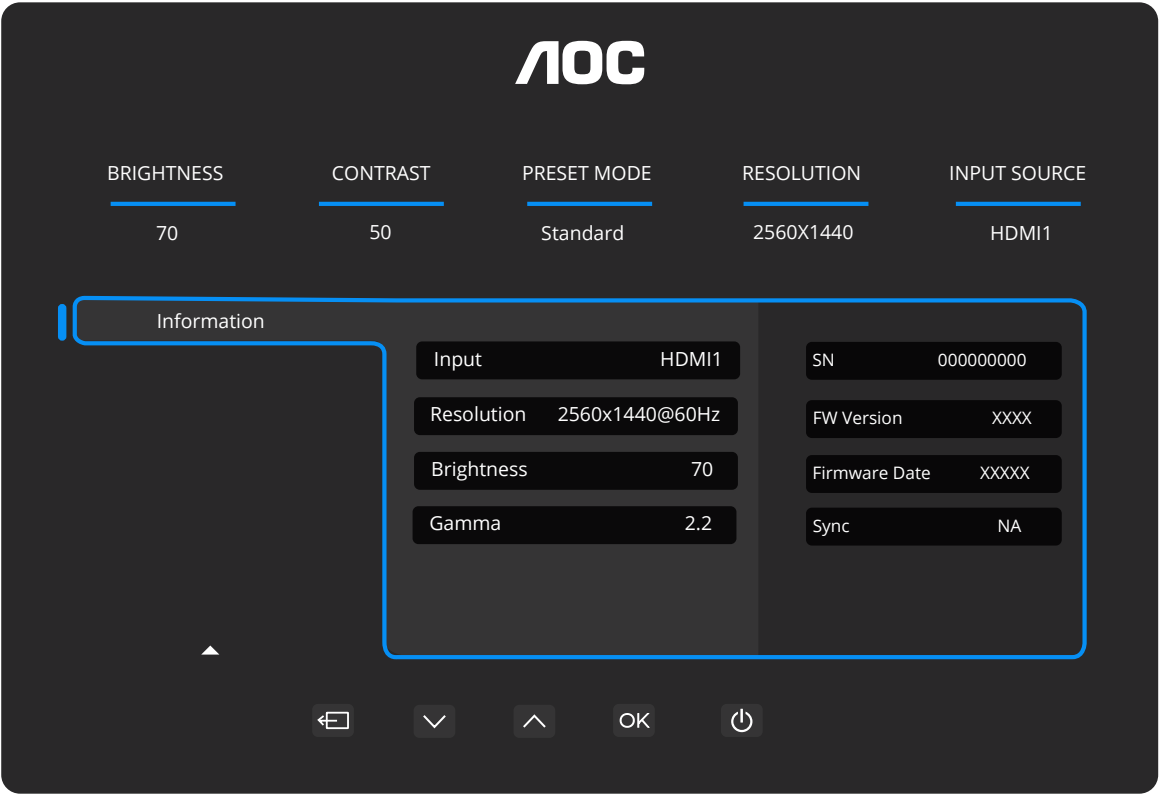 AOC
BRIGHTNESS CONTRAST PRESET MODE RESOLUTION INPUT SOURCE
70 50 Standard 2560X1440 HDMI1
Information
Input HDMI1
Resolution 2560x1440@60Hz
Brightness 70
Gamma 2.2
SN 000000000
FW Version XXXX
Firmware Date XXXXX
Sync NA
OK